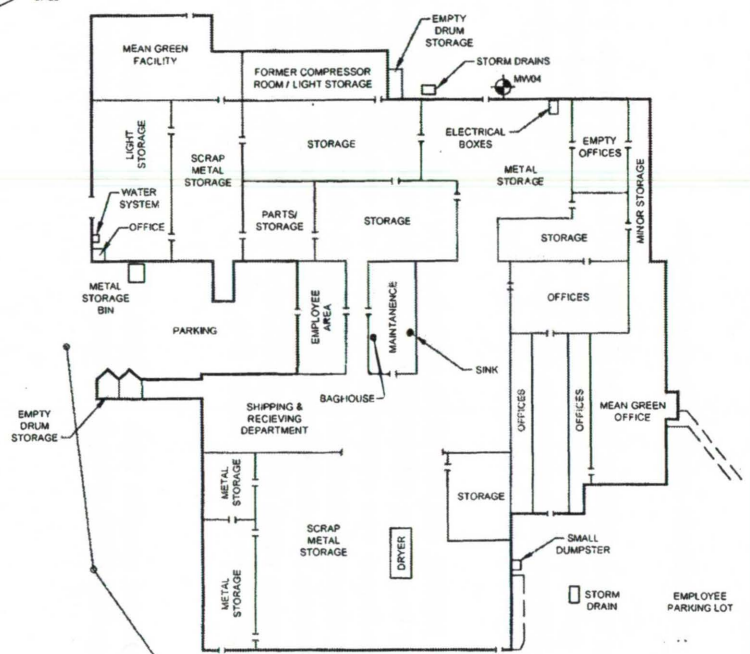 EMPTY
DRUM
STORAGE
MEAN GREEN
FACILITY
FORMER COMPRESSOR
ROOM / LIGHT STORAGE
STORM DRAINS
MW04
LIGHT
STORAGE
SCRAP
METAL
STORAGE
STORAGE
ELECTRICAL
BOXES
EMPTY
OFFICES
METAL
STORAGE
MINOR STORAGE
WATER
SYSTEM
OFFICE
PARTS/
STORAGE
STORAGE
STORAGE
METAL
STORAGE
BIN
PARKING
EMPLOYEE
AREA
MAINTANENCE
OFFICES
SINK
BAGHOUSE
EMPTY
DRUM
STORAGE
SHIPPING &
RECIEVING
DEPARTMENT
OFFICES
OFFICES
MEAN GREEN
OFFICE
METAL
STORAGE
STORAGE
SCRAP
METAL
STORAGE
DRYER
SMALL
DUMPSTER
METAL
STORAGE
STORM
DRAIN
EMPLOYEE
PARKING LOT